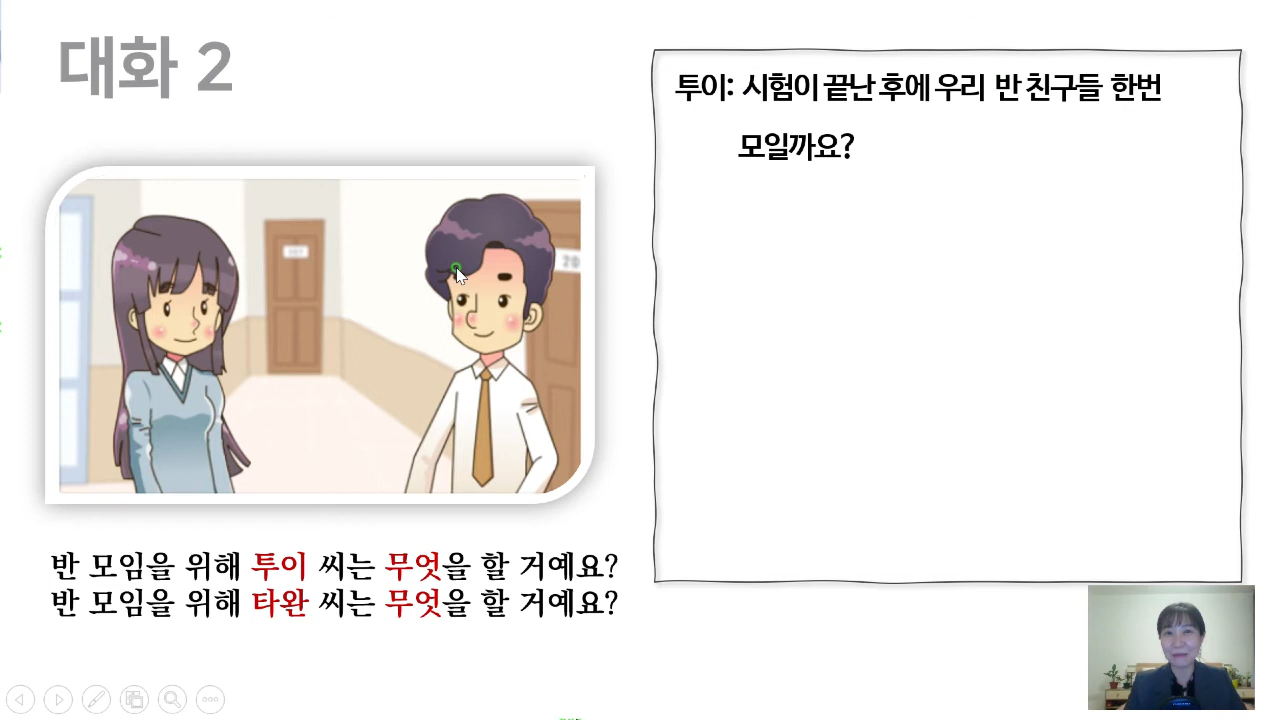 대화 2
투이: 시험이 끝난 후에 우리 반 친구들 한번
모일까요?
반 모임을 위해 투이 씨는 무엇을 할 거예요?
반 모임을 위해 타완 씨는 무엇을 할 거예요?